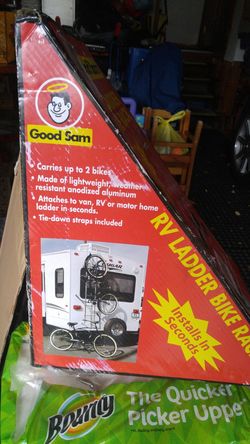 Good Sam
Carries up to 2 bikes
• Made of lightweight, weather
resistant anodized aluminum
• Attaches to van, RV or motor home
ladder in seconds.
• Tie-down straps included
RV LADDER BIKE RA
Installs in
Seconds
Bounty
The Quicker
Picker Uppe